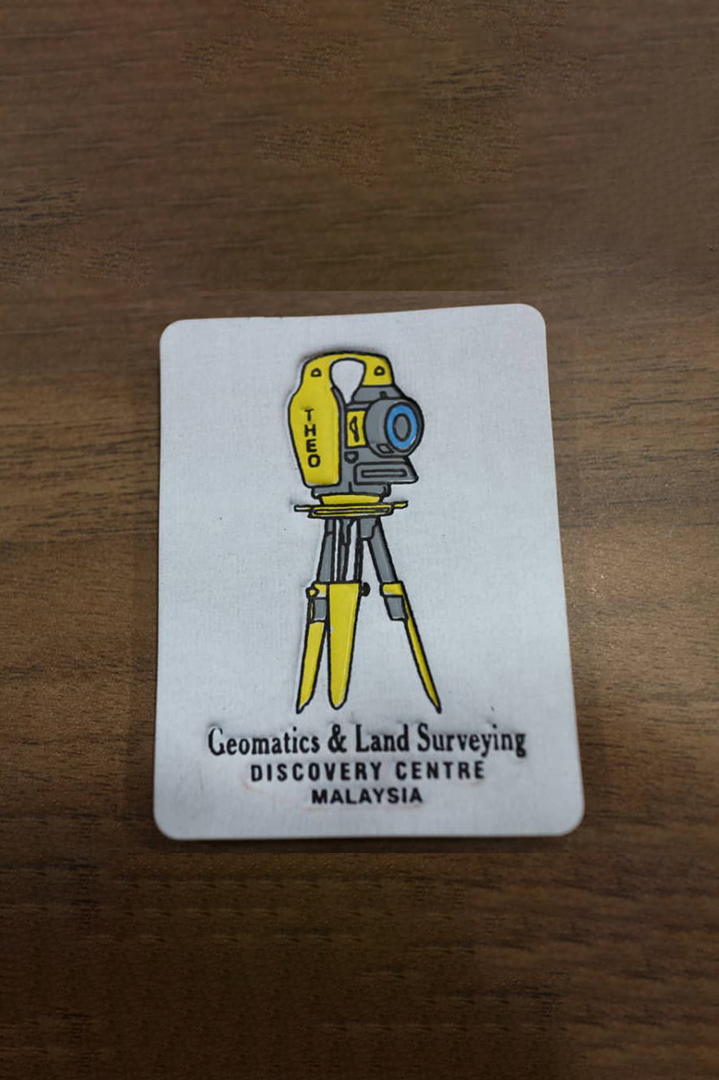 THEO
Geomatics & Land Surveying
DISCOVERY CENTRE
MALAYSIA